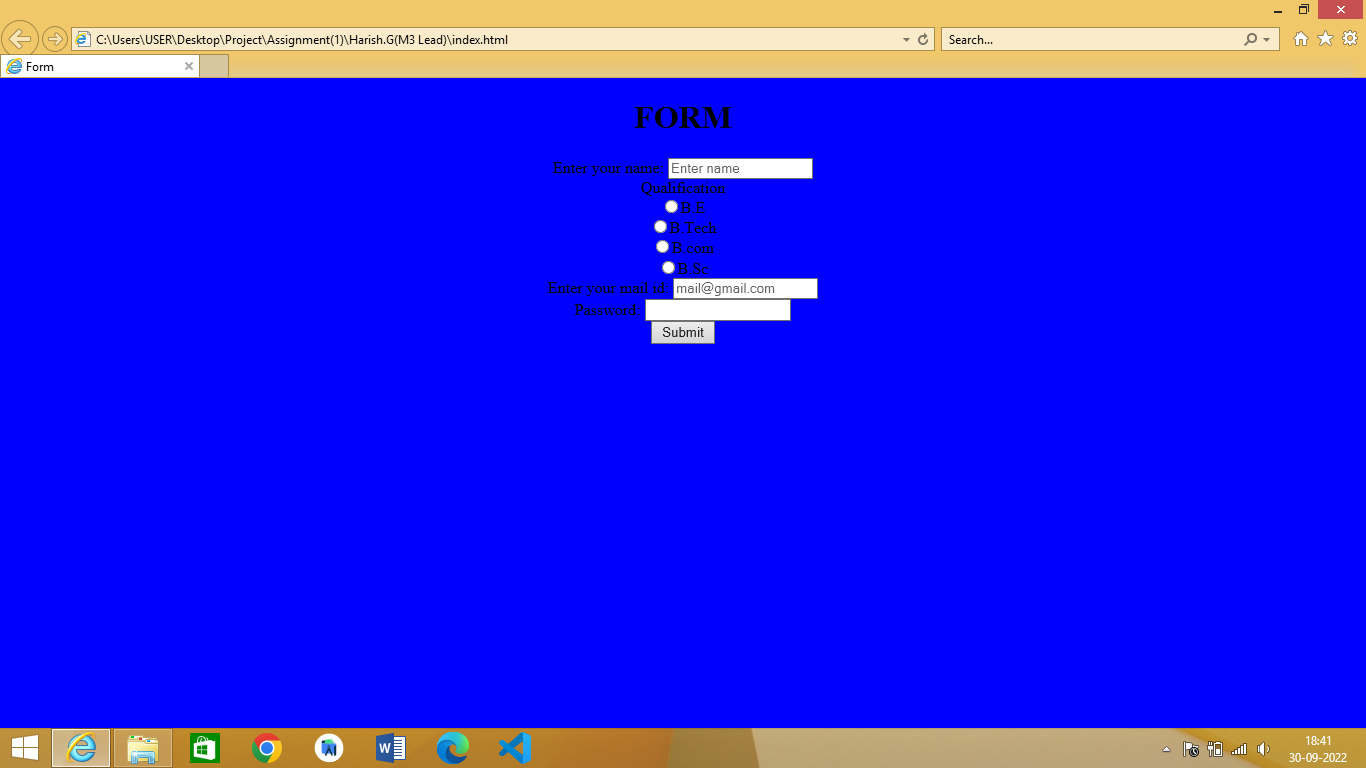 C:\Users\USER\Desktop\Project\Assignment(1)\Harish.G(M3 Lead)\index.html
Search...
Form
FORM
Enter your name: Enter name
Qualification
B.E
B.Tech
B.com
B.Sc
Enter your mail id: mail@gmail.com
Password:
Submit
18:41
30-09-2022